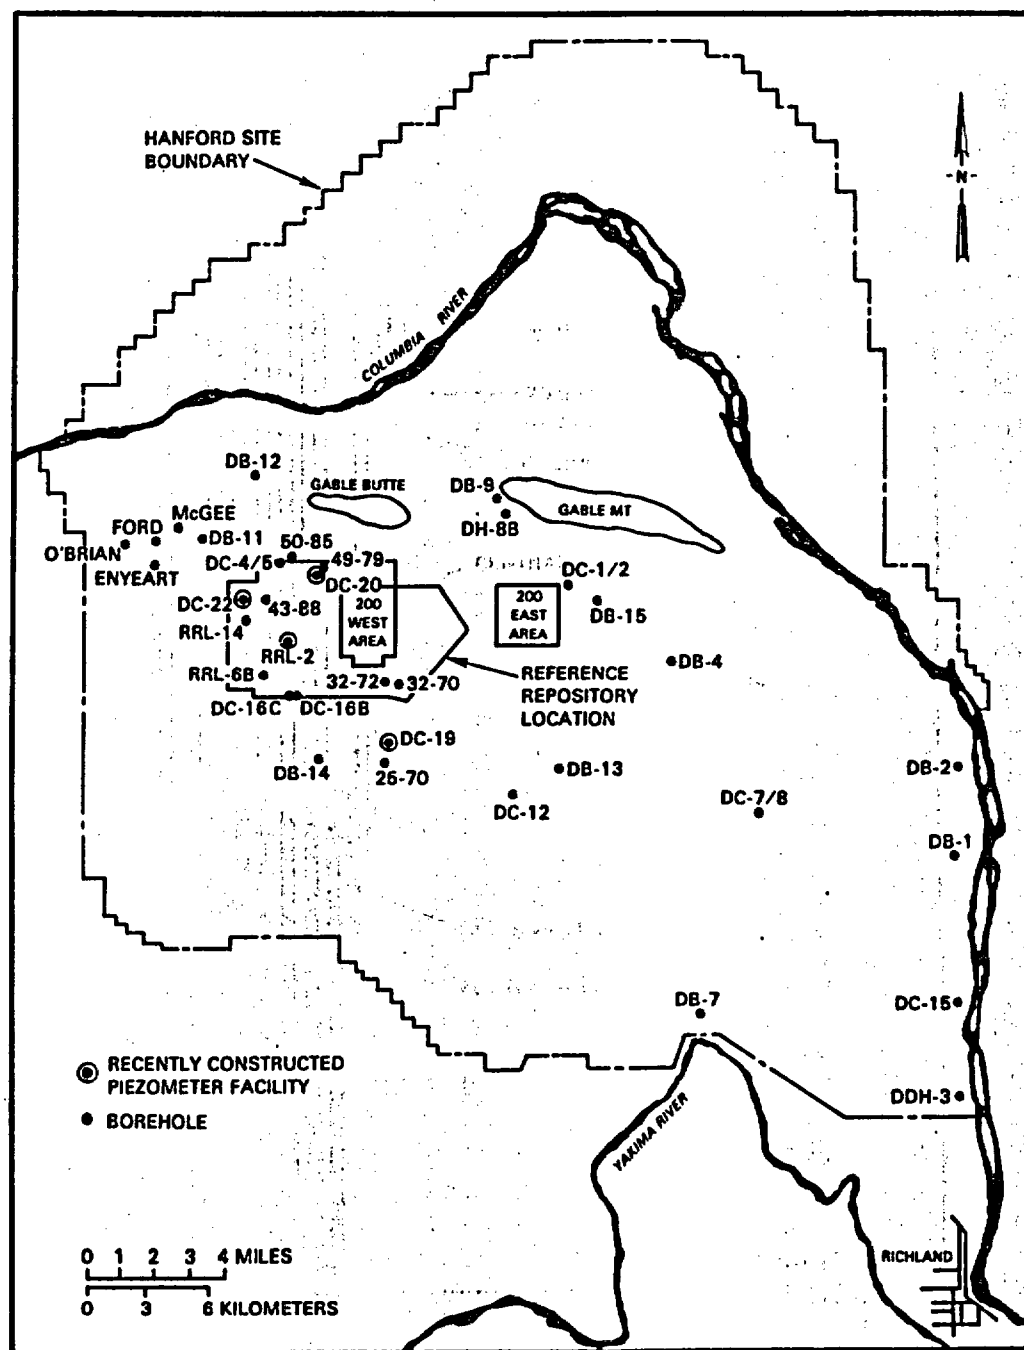 HANFORD SITE
BOUNDARY
N
COLUMBIA RIVER
DB-12
GABLE BUTTE
DB-9
GABLE MT
DH-8B
McGEE
FORD
DB-11
O'BRIAN
ENYEART
50-85
DC-4/5
49-79
DC-20
DC-1/2
DC-22
43-88
200
WEST
AREA
200
EAST
AREA
DB-15
RRL-14
RRL-2
DB-4
RRL-6B
32-72
32-70
REFERENCE
REPOSITORY
LOCATION
DC-16C
DC-16B
DC-19
DB-14
25-70
DB-13
DB-2
DC-12
DC-7/8
DB-1
DB-7
DC-15
RECENTLY CONSTRUCTED
PIEZOMETER FACILITY
DDH-3
BOREHOLE
YAKIMA RIVER
RICHLAND
0 1 2 3 4 MILES
0 3 6 KILOMETERS